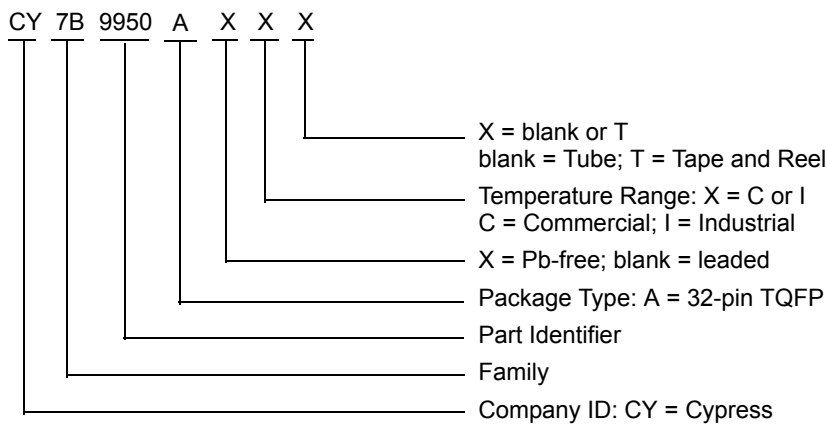 CY 7B 9950 A X X X
X = blank or T
blank = Tube; T = Tape and Reel
Temperature Range: X = C or I
C = Commercial; I = Industrial
X = Pb-free; blank = leaded
Package Type: A = 32-pin TQFP
Part Identifier
Family
Company ID: CY = Cypress